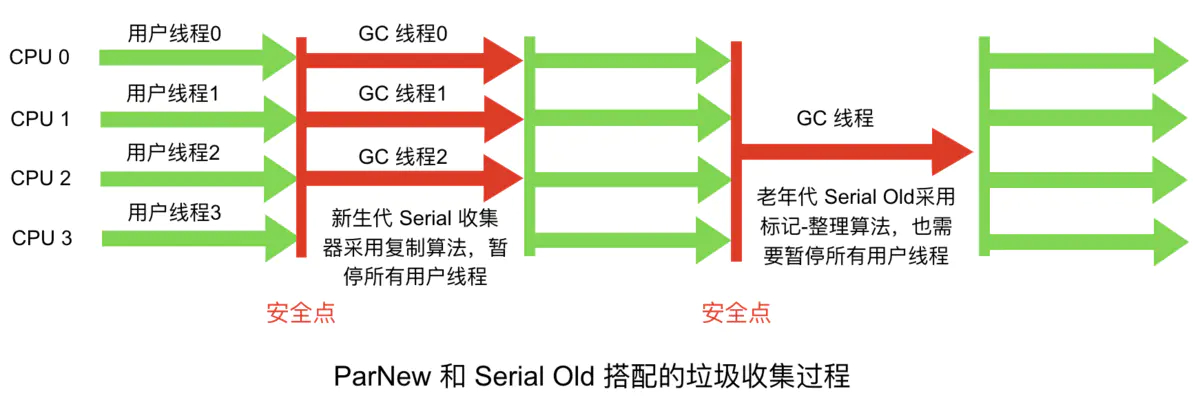 用户线程0
GC 线程0
CPU 0
用户线程1
GC 线程1
CPU 1
GC 线程
用户线程2
GC 线程2
CPU 2
用户线程3
CPU 3
新生代 Serial 收集
器采用复制算法，暂
停所有用户线程
老年代 Serial Old采用
标记-整理算法，也需
要暂停所有用户线程
安全点
安全点
ParNew 和 Serial Old 搭配的垃圾收集过程